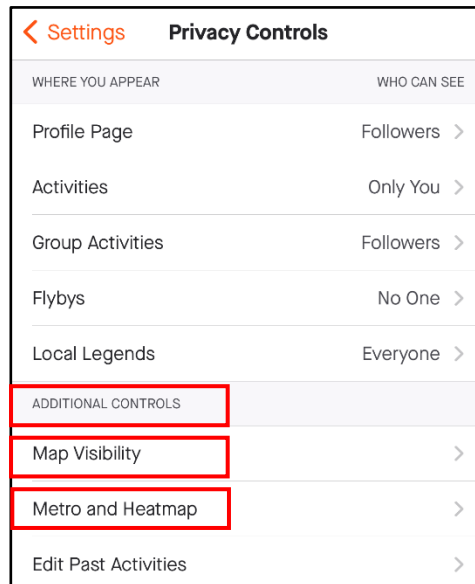 Settings Privacy Controls
WHERE YOU APPEAR WHO CAN SEE
Profile Page Followers
Activities Only You
Group Activities Followers
Flybys No One
Local Legends Everyone
ADDITIONAL CONTROLS
Map Visibility
Metro and Heatmap
Edit Past Activities